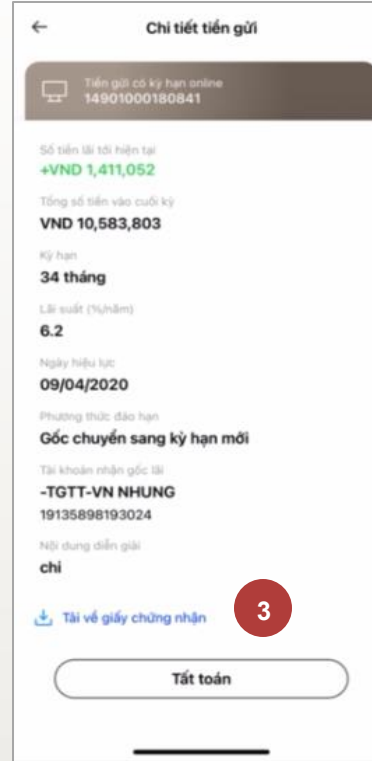 Chi tiết tiền gửi
Tiền gửi có kỳ hạn online
14901000180841
Số tiền lãi tới hiện tại
+VND 1,411,052
Tổng số tiền vào cuối kỳ
VND 10,583,803
Kỳ hạn
34 tháng
Lãi suất (%/năm)
6.2
Ngày hiệu lực
09/04/2020
Phương thức đáo hạn
Gốc chuyển sang kỳ hạn mới
Tài khoản nhận gốc lãi
-TGTT-VN NHUNG
19135898193024
Nội dung diễn giải
chi
Tải về giấy chứng nhận
3
Tất toán